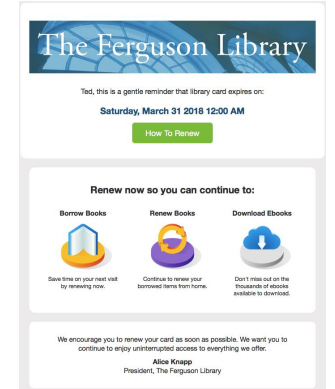 The Ferguson Library
Ted, this is a gentle reminder that library card expires on:
Saturday, March 31 2018 12:00 AM
How To Renew
Renew now so you can continue to:
Borrow Books
Save time on your next visit
by renewing now.
Renew Books
Continue to renew your
borrowed items from home.
Download Ebooks
Don't miss out on the
thousands of ebooks
available to download.
We encourage you to renew your card as soon as possible. We want you to
continue to enjoy uninterrupted access to everything we offer.
Alice Knapp
President, The Ferguson Library